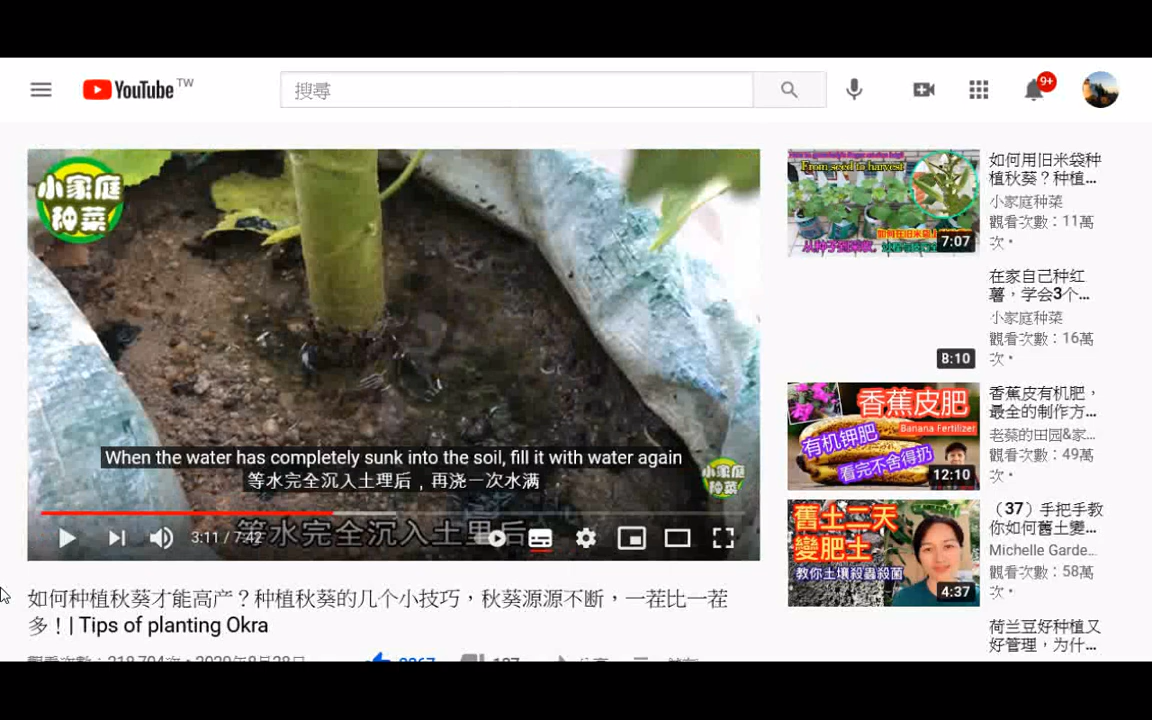 YouTube TW
搜尋
9+
小家庭
种菜
When the water has completely sunk into the soil, fill it with water again
等水完全沉入土理后，再浇一次水满
小家庭
种菜
3:11 / 7:42
如何种植秋葵才能高产？种植秋葵的几个小技巧，秋葵源源不断，一茬比一茬
多！| Tips of planting Okra
From seed to harvest
7:07
如何用旧米袋种
植秋葵？种植...
小家庭种菜
觀看次數：11萬
次 •
8:10
在家自己种红
薯，学会3个...
小家庭种菜
觀看次數：16萬
次 •
香蕉皮肥
Banana Fertilizer
有机钾肥
看完不舍得扔
12:10
香蕉皮有机肥，
最全的制作方...
老蔡的田园&家...
觀看次數：49萬
次 •
舊土二天
變肥土
教你土壤殺蟲殺菌
4:37
（37）手把手教
你如何舊土變...
Michelle Garde...
觀看次數：58萬
次 •
荷兰豆好种植又
好管理，为什...